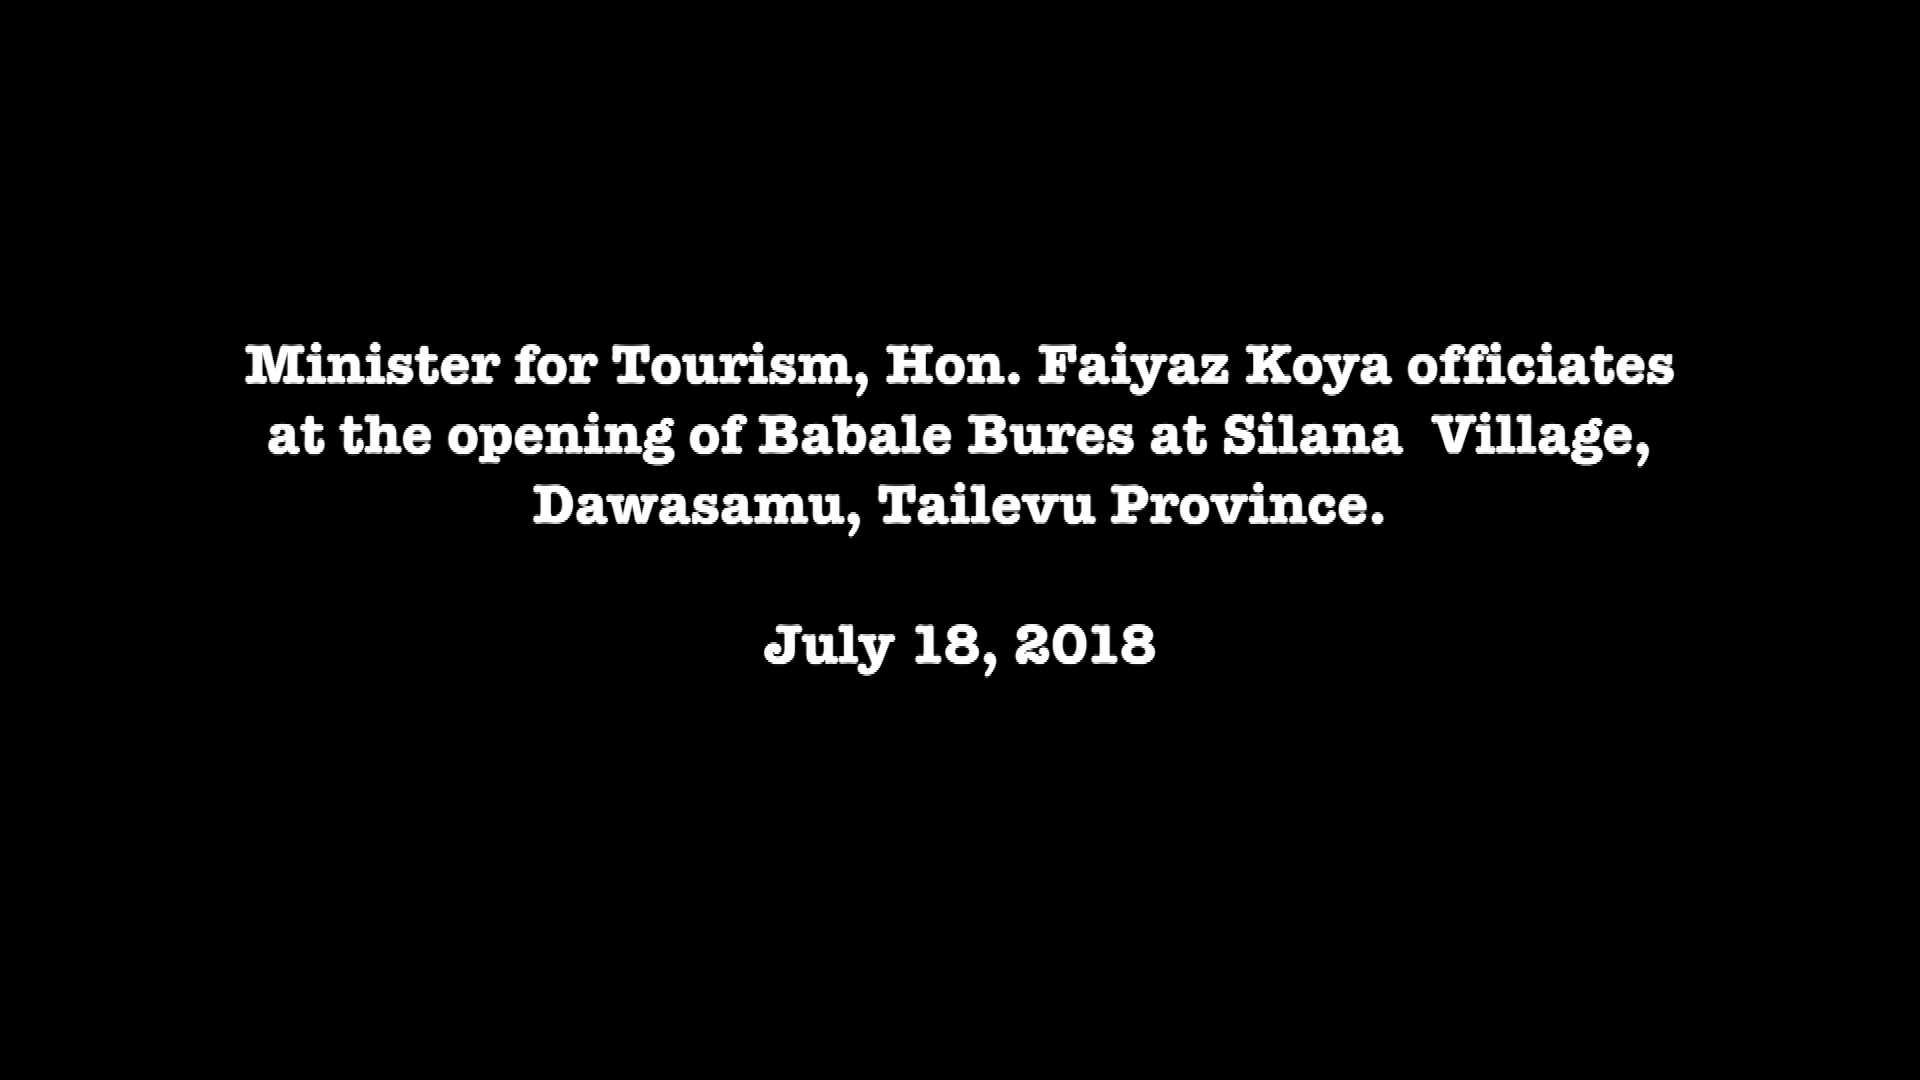 Minister for Tourism, Hon. Faiyaz Koya officiates
at the opening of Babale Bures at Silana  Village,
Dawasamu, Tailevu Province.
July 18, 2018